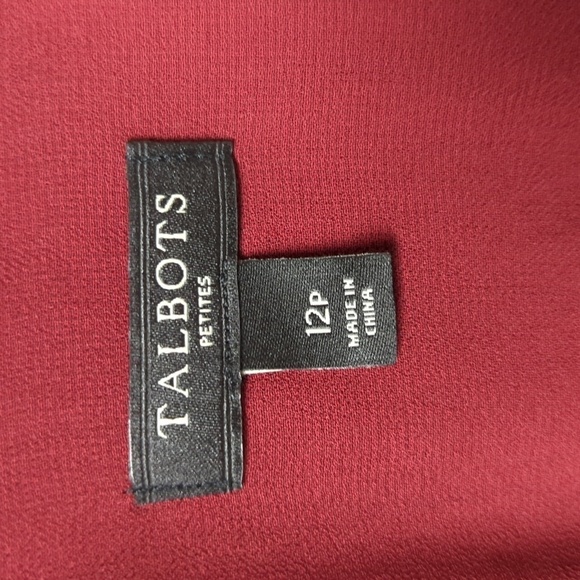 TALBOTS
PETITES
12P
MADE IN
CHINA